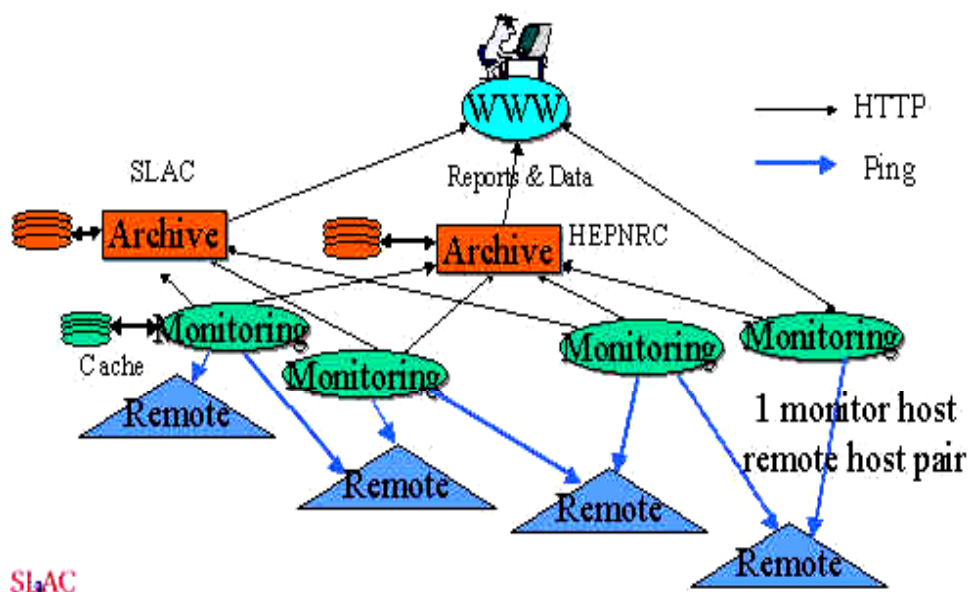 WWW
HTTP
Ping
SLAC
Reports & Data
Archive
Archive
HEPNRC
Monitoring
Monitoring
Monitoring
Monitoring
Cache
Remote
Remote
Remote
Remote
1 monitor host
remote host pair
SLAC